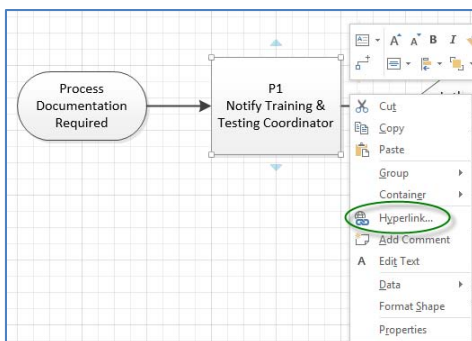 Process
Documentation
Required
P1
Notify Training &
Testing Coordinator
A A B I
Cut
Copy
Paste
Group
Container
Hyperlink...
Add Comment
A Edit Text
Data
Format Shape
Properties